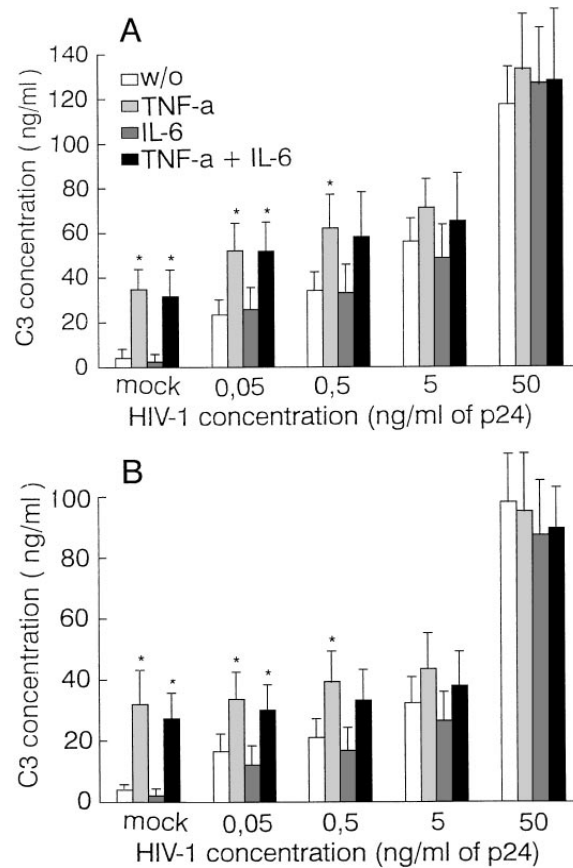 A
C3 concentration ( ng/ml )
140
120
100
80
60
40
20
0
w/o
TNF-a
IL-6
TNF-a + IL-6
* * * * *
mock 0,05 0,5 5 50
HIV-1 concentration (ng/ml of p24)
B
C3 concentration ( ng/ml )
100
80
60
40
20
0
* * * * *
mock 0,05 0,5 5 50
HIV-1 concentration (ng/ml of p24)